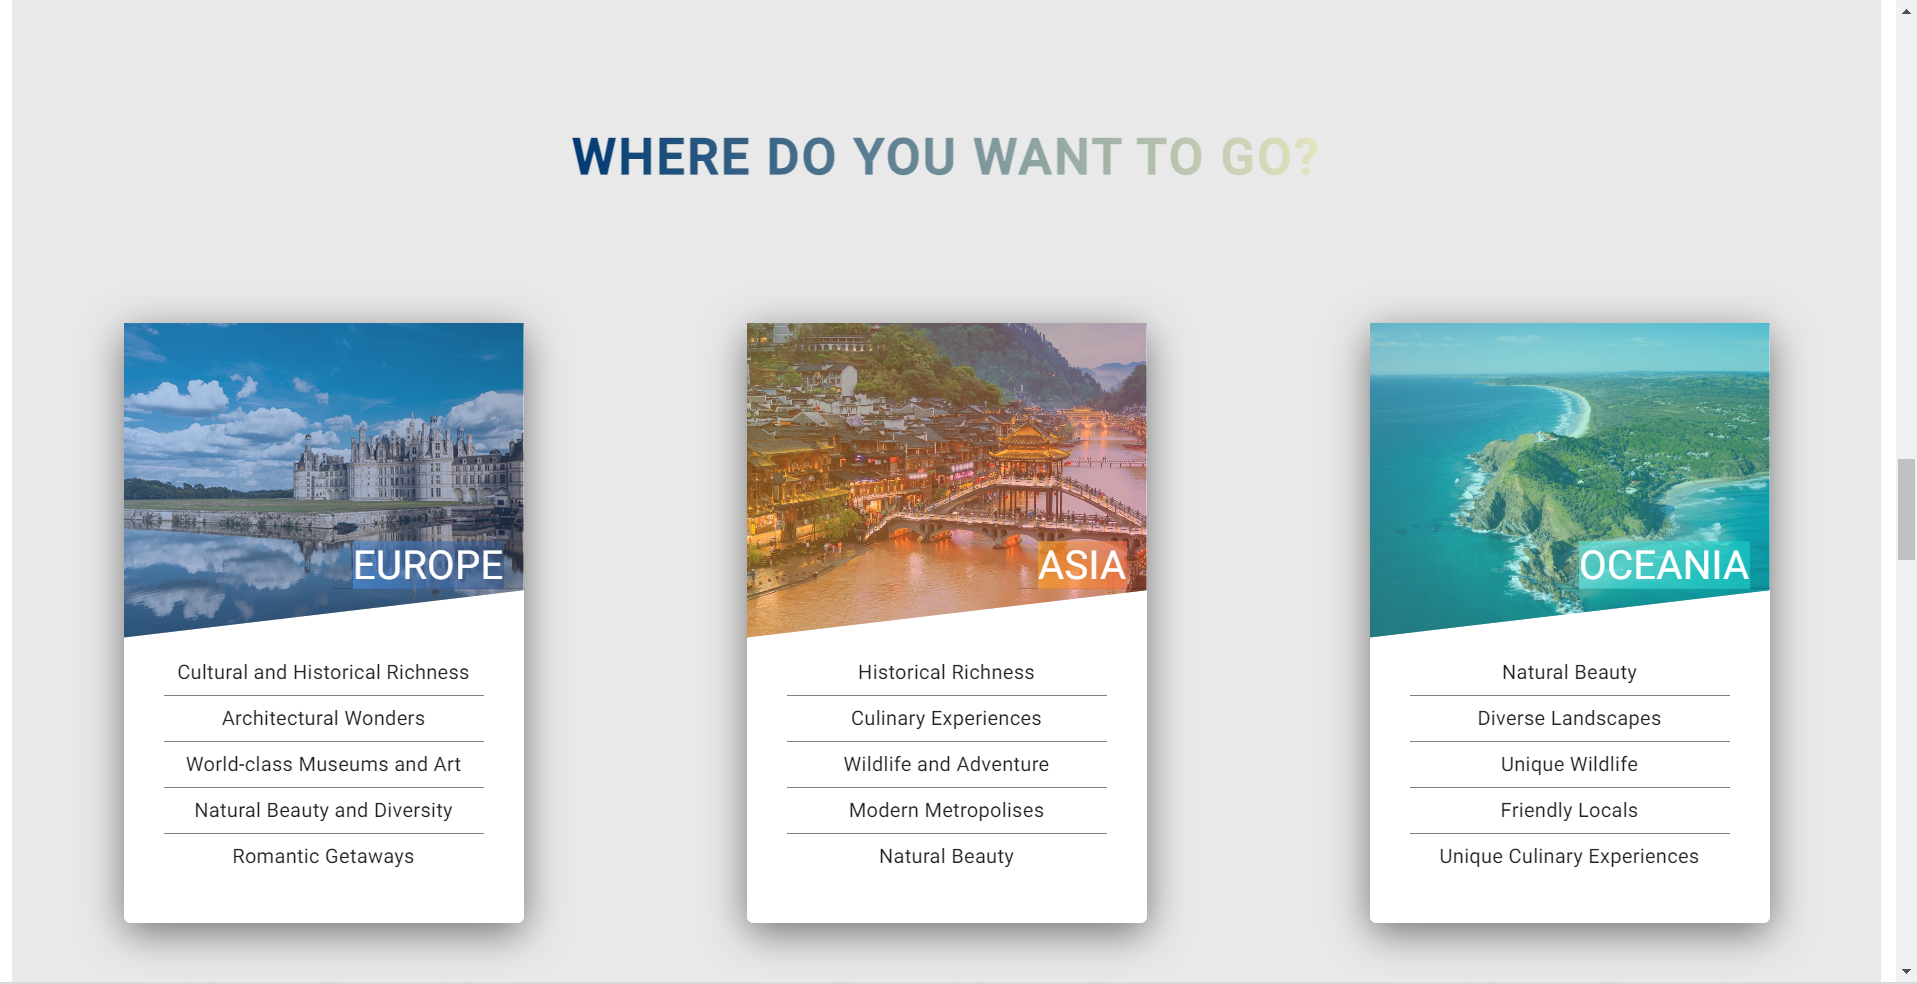 WHERE DO YOU WANT TO GO?
EUROPE
Cultural and Historical Richness
Architectural Wonders
World-class Museums and Art
Natural Beauty and Diversity
Romantic Getaways
ASIA
Historical Richness
Culinary Experiences
Wildlife and Adventure
Modern Metropolises
Natural Beauty
OCEANIA
Natural Beauty
Diverse Landscapes
Unique Wildlife
Friendly Locals
Unique Culinary Experiences